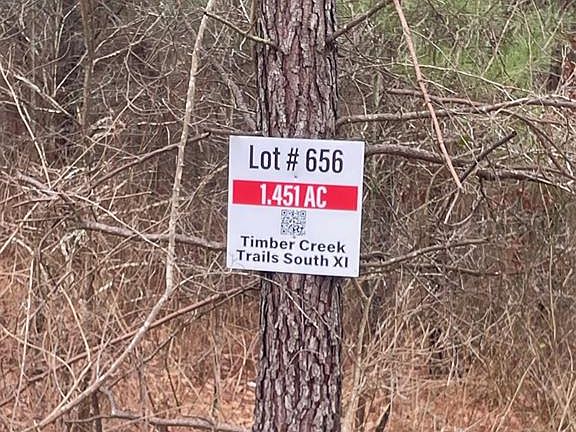 Lot # 656
1.451 AC
Timber Creek
Trails South XI